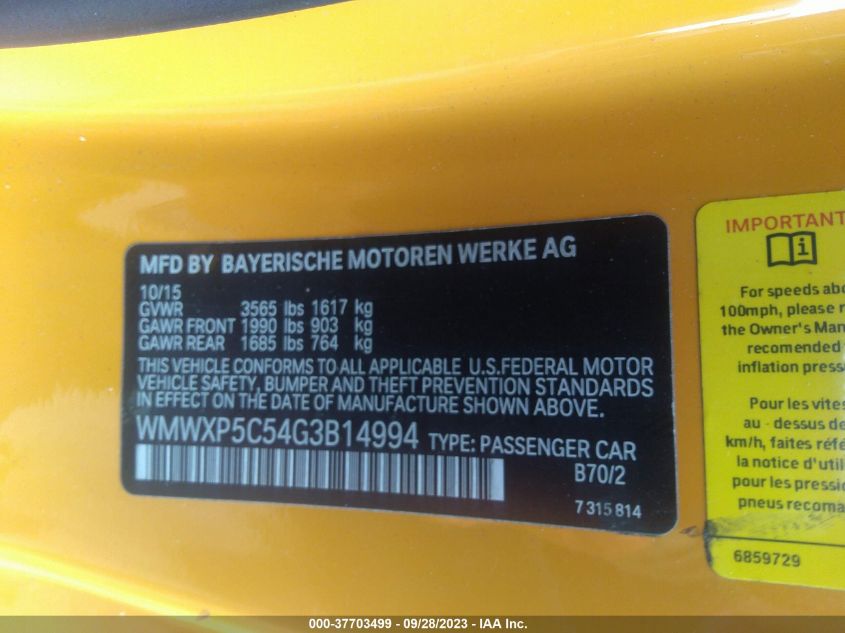 MFD BY BAYERISCHE MOTOREN WERKE AG
10/15
GVWR 3565 lbs 1617 kg
GAWR FRONT 1990 lbs 903 kg
GAWR REAR 1685 lbs 764 kg
THIS VEHICLE CONFORMS TO ALL APPLICABLE U.S.FEDERAL MOTOR
VEHICLE SAFETY, BUMPER AND THEFT PREVENTION STANDARDS
IN EFFECT ON THE DATE OF MANUFACTURE SHOWN ABOVE.
WMWXP5C54G3B14994 TYPE: PASSENGER CAR
B70/2
7 315 814
IMPORTANT
For speeds abo
100mph, please r
the Owner's Man
recomended
inflation press
Pour les vites
au - dessus de
km/h, faites réfé
la notice d'util
pour les pression
pneus recoma
6859729
000-37703499 - 09/28/2023 - IAA Inc.